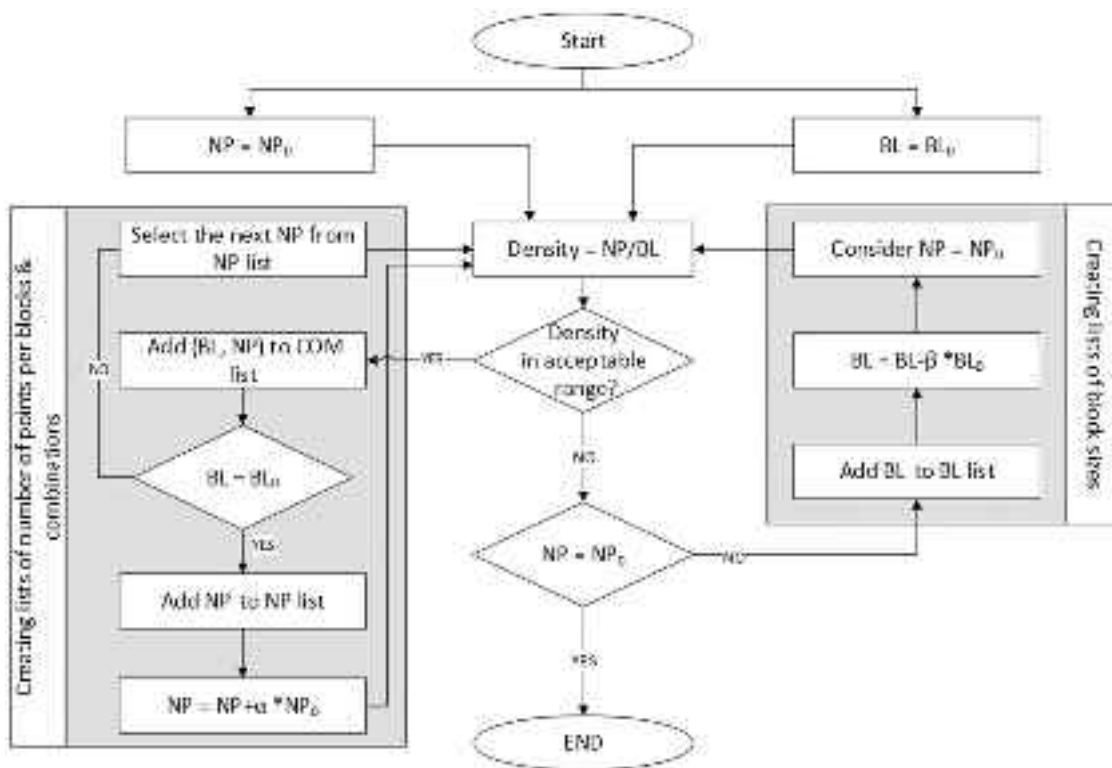 Start
NP = NP₀
BL = BL₀
Select the next NP from
NP list
Density = NP/BL
Consider NP = NP₀
Add (BL, NP) to COM
list
YES
Density
in acceptable
range?
BL = BL-β *BL₀
NO
BL = BL₀
NO
Add BL to BL list
YES
NP = NP₀
NO
Add NP to NP list
YES
NP = NP+α *NP₀
END
Creating lists of number of points per blocks &
combinations
Creating lists of block sizes